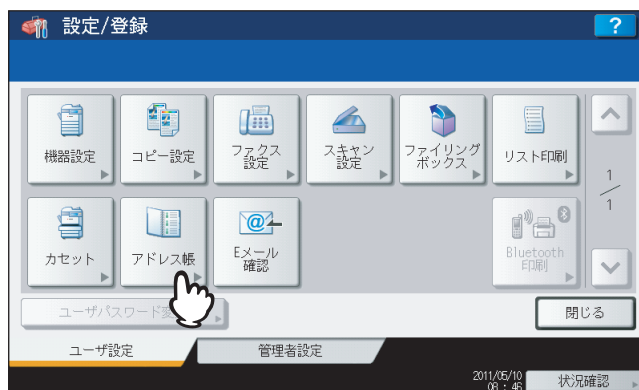 設定/登録
?
機器設定
コピー設定
ファクス
設定
スキャン
設定
ファイリング
ボックス
リスト印刷
1
1
カセット
アドレス帳
@
Eメール
確認
Bluetooth
印刷
ユーザパスワード変
閉じる
ユーザ設定
管理者設定
2011/05/10
08 : 46
状況確認